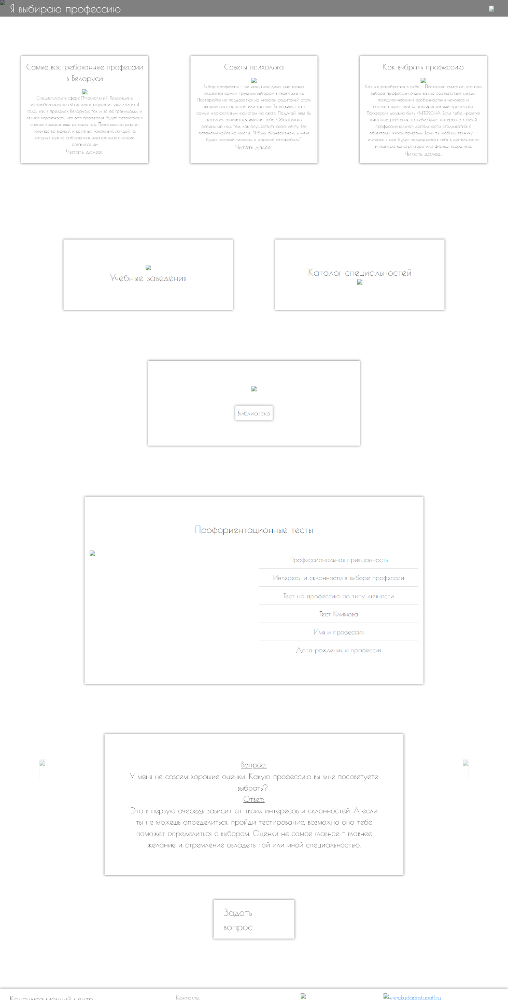 Я выбираю профессию
Самые востребованные профессии
в Беларуси
Специалисты в сфере IT-технологий. Тенденция к
востребованности айтишников вызревает уже долгих 4
года, как в пределах Беларуси, так и за ее границами, и
велика вероятность, что эта профессия будет оставаться в
списке лидеров еще не один год. Повсеместно растет
количество мелких и крупных компаний, каждой из
которых нужна собственная электронная система
организации
Читать далее..
Советы психолога
Выбор профессии – не минутное дело, оно может
оказаться самым трудным выбором в твоей жизни.
Постарайся не поддаваться на уговоры родителей стать
непременно юристом или врачом. Ты можешь стать
самым несчастливым юристом на свете. Подумай, чем бы
хотелось заниматься именно тебе. Обязательно
размышляй над тем, как осуществить свою мечту. Не
останавливайся на мысли: "Я буду бизнесменом, у меня
будет сотовый телефон и дорогой автомобиль".
Читать далее..
Как выбрать профессию
Как же разобраться в себе – Психологи считают, что при
выборе профессии очень важно соответствие между
психологическими особенностями человека и
соответствующими характеристиками профессии.
Профессия должна быть ИНТЕРЕСНА. Если тебе нравятся
животные, растения, то тебе будет интересно в своей
профессиональной деятельности сталкиваться с
объектами живой природы. Если ты любишь технику, –
интерес к ней будет поддерживать тебя в деятельности
инженера-конструктора или физика-теоретика.
Читать далее..
Учебные заведения
Каталог специальностей
Библиотека
Профориентационные тесты
Профессиональная привязанность
Интересы и склонности в выборе профессии
Тест на профессию по типу личности
Тест Климова
Имя и профессия
Дата рождения и профессия
Вопрос:
У меня не совсем хорошие оценки. Какую профессию вы мне посоветуете
выбрать?
Ответ:
Это в первую очередь зависит от твоих интересов и склонностей. А если
ты не можешь определиться, пройди тестирование, возможно оно тебе
поможет определиться с выбором. Оценки не самое главное - главнее
желание и стремление овладеть той или иной специальностью.
Задать
вопрос
Консультационный центр
Контакты:
www.kudapostupat.by